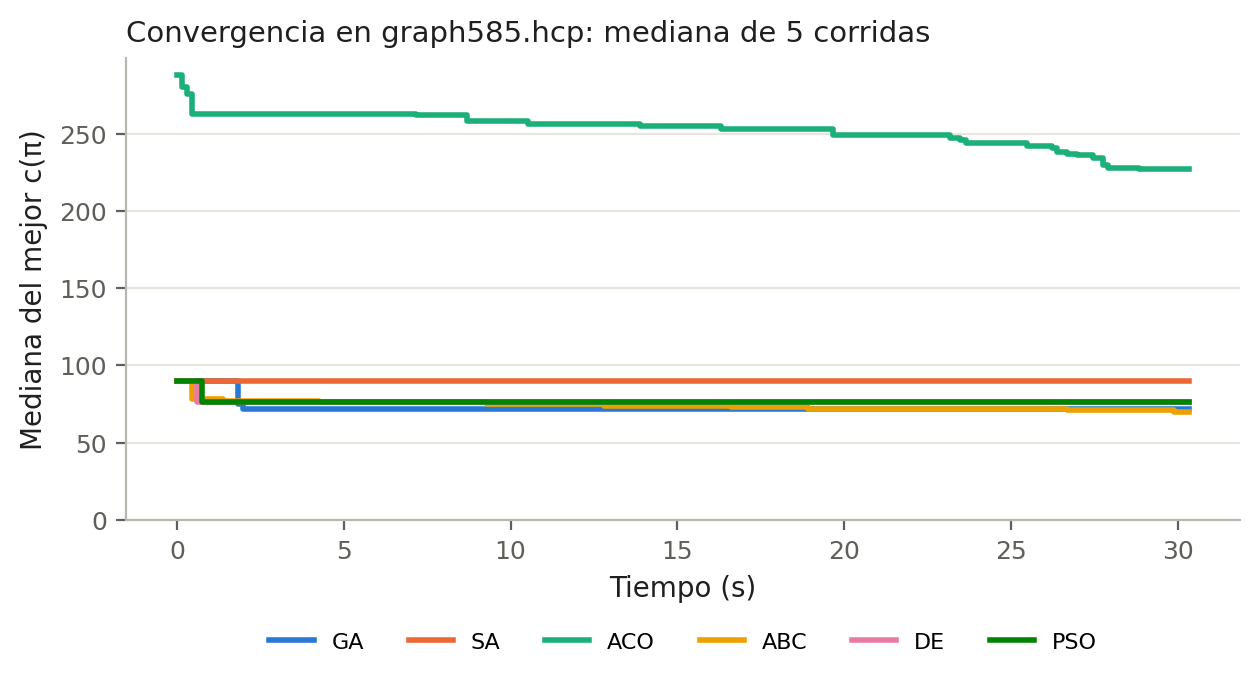 Convergencia en graph585.hcp: mediana de 5 corridas
Mediana del mejor c(π)
250
200
150
100
50
0
0 5 10 15 20 25 30
Tiempo (s)
GA SA ACO ABC DE PSO